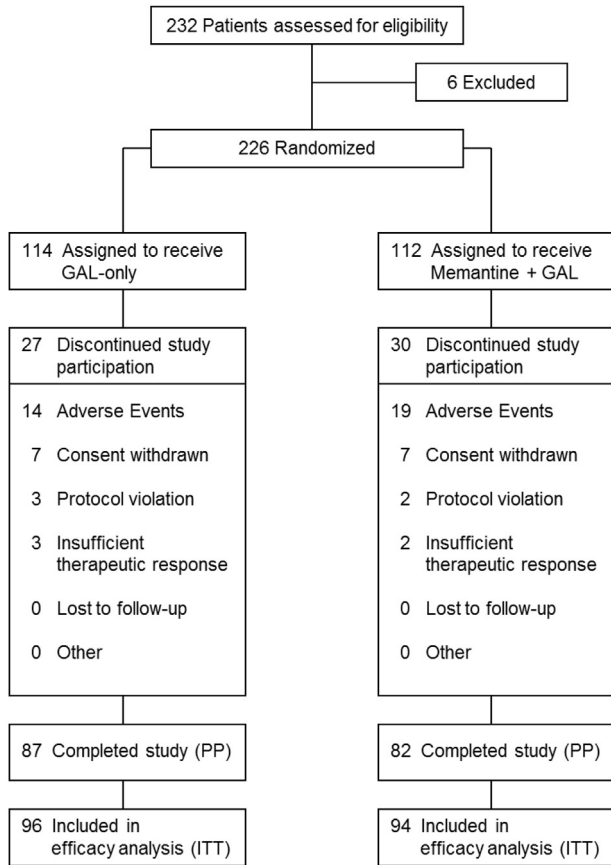 232 Patients assessed for eligibility
6 Excluded
226 Randomized
114 Assigned to receive
GAL-only
27 Discontinued study
participation
14 Adverse Events
7 Consent withdrawn
3 Protocol violation
3 Insufficient
therapeutic response
0 Lost to follow-up
0 Other
87 Completed study (PP)
96 Included in
efficacy analysis (ITT)
112 Assigned to receive
Memantine + GAL
30 Discontinued study
participation
19 Adverse Events
7 Consent withdrawn
2 Protocol violation
2 Insufficient
therapeutic response
0 Lost to follow-up
0 Other
82 Completed study (PP)
94 Included in
efficacy analysis (ITT)